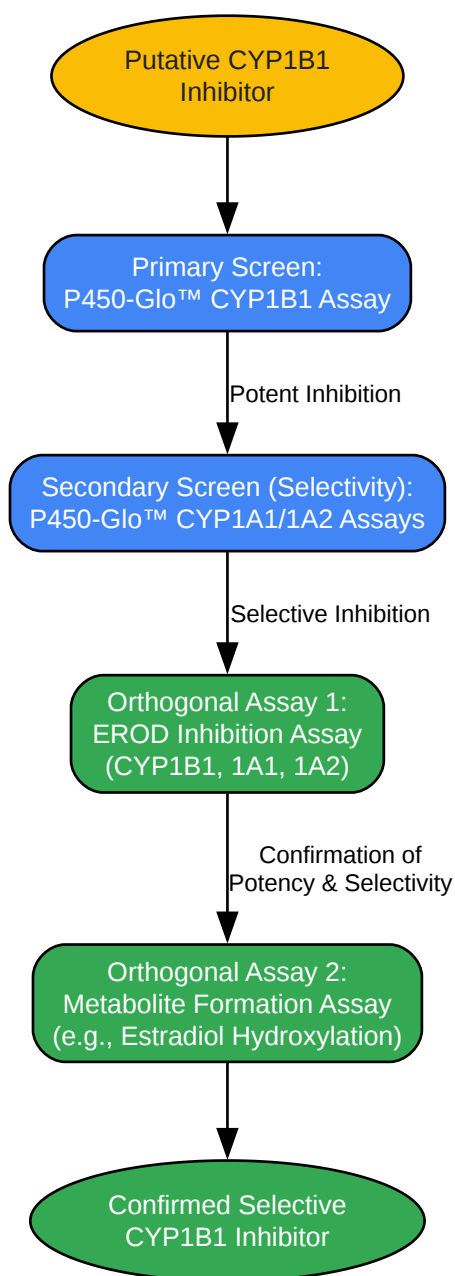 Putative CYP1B1
Inhibitor
Primary Screen:
P450-Glo™ CYP1B1 Assay
Potent Inhibition
Secondary Screen (Selectivity):
P450-Glo™ CYP1A1/1A2 Assays
Selective Inhibition
Orthogonal Assay 1:
EROD Inhibition Assay
(CYP1B1, 1A1, 1A2)
Confirmation of
Potency & Selectivity
Orthogonal Assay 2:
Metabolite Formation Assay
(e.g., Estradiol Hydroxylation)
Confirmed Selective
CYP1B1 Inhibitor